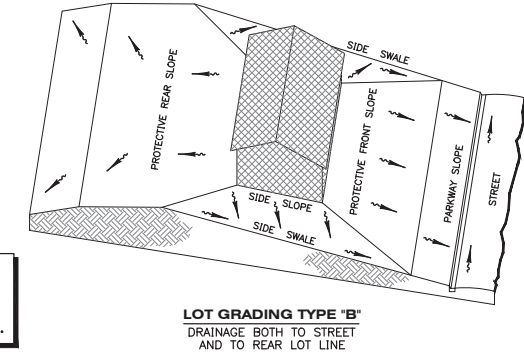 SIDE SWALE
PROTECTIVE REAR SLOPE
PROTECTIVE FRONT SLOPE
PARKWAY SLOPE
STREET
SIDE SLOPE
SIDE SWALE
LOT GRADING TYPE "B"
DRAINAGE BOTH TO STREET
AND TO REAR LOT LINE